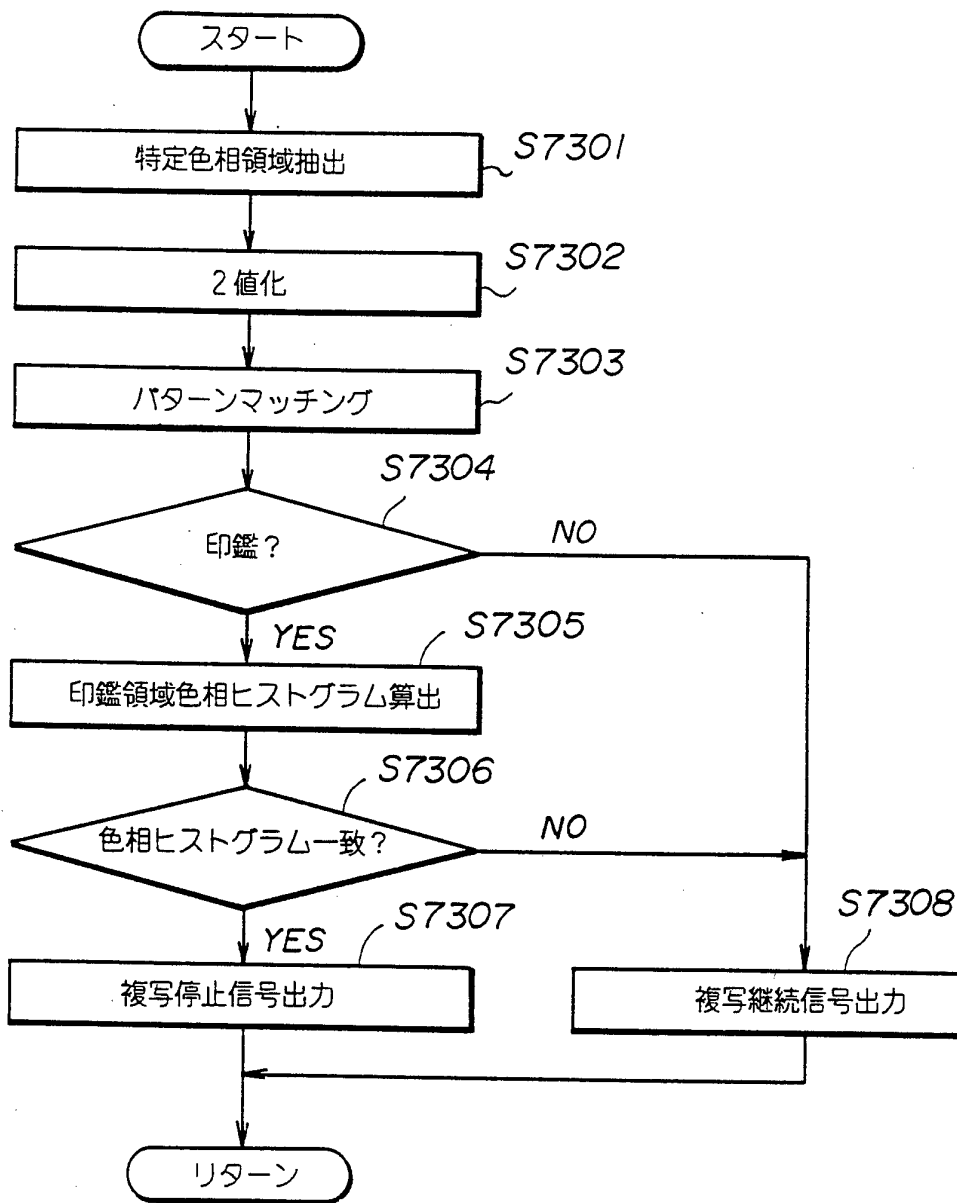 スタート
特定色相領域抽出
S7301
2値化
S7302
パターンマッチング
S7303
S7304
印鑑?
NO
YES
S7305
印鑑領域色相ヒストグラム算出
S7306
色相ヒストグラム一致?
NO
YES
S7307
S7308
複写停止信号出力
複写継続信号出力
リターン